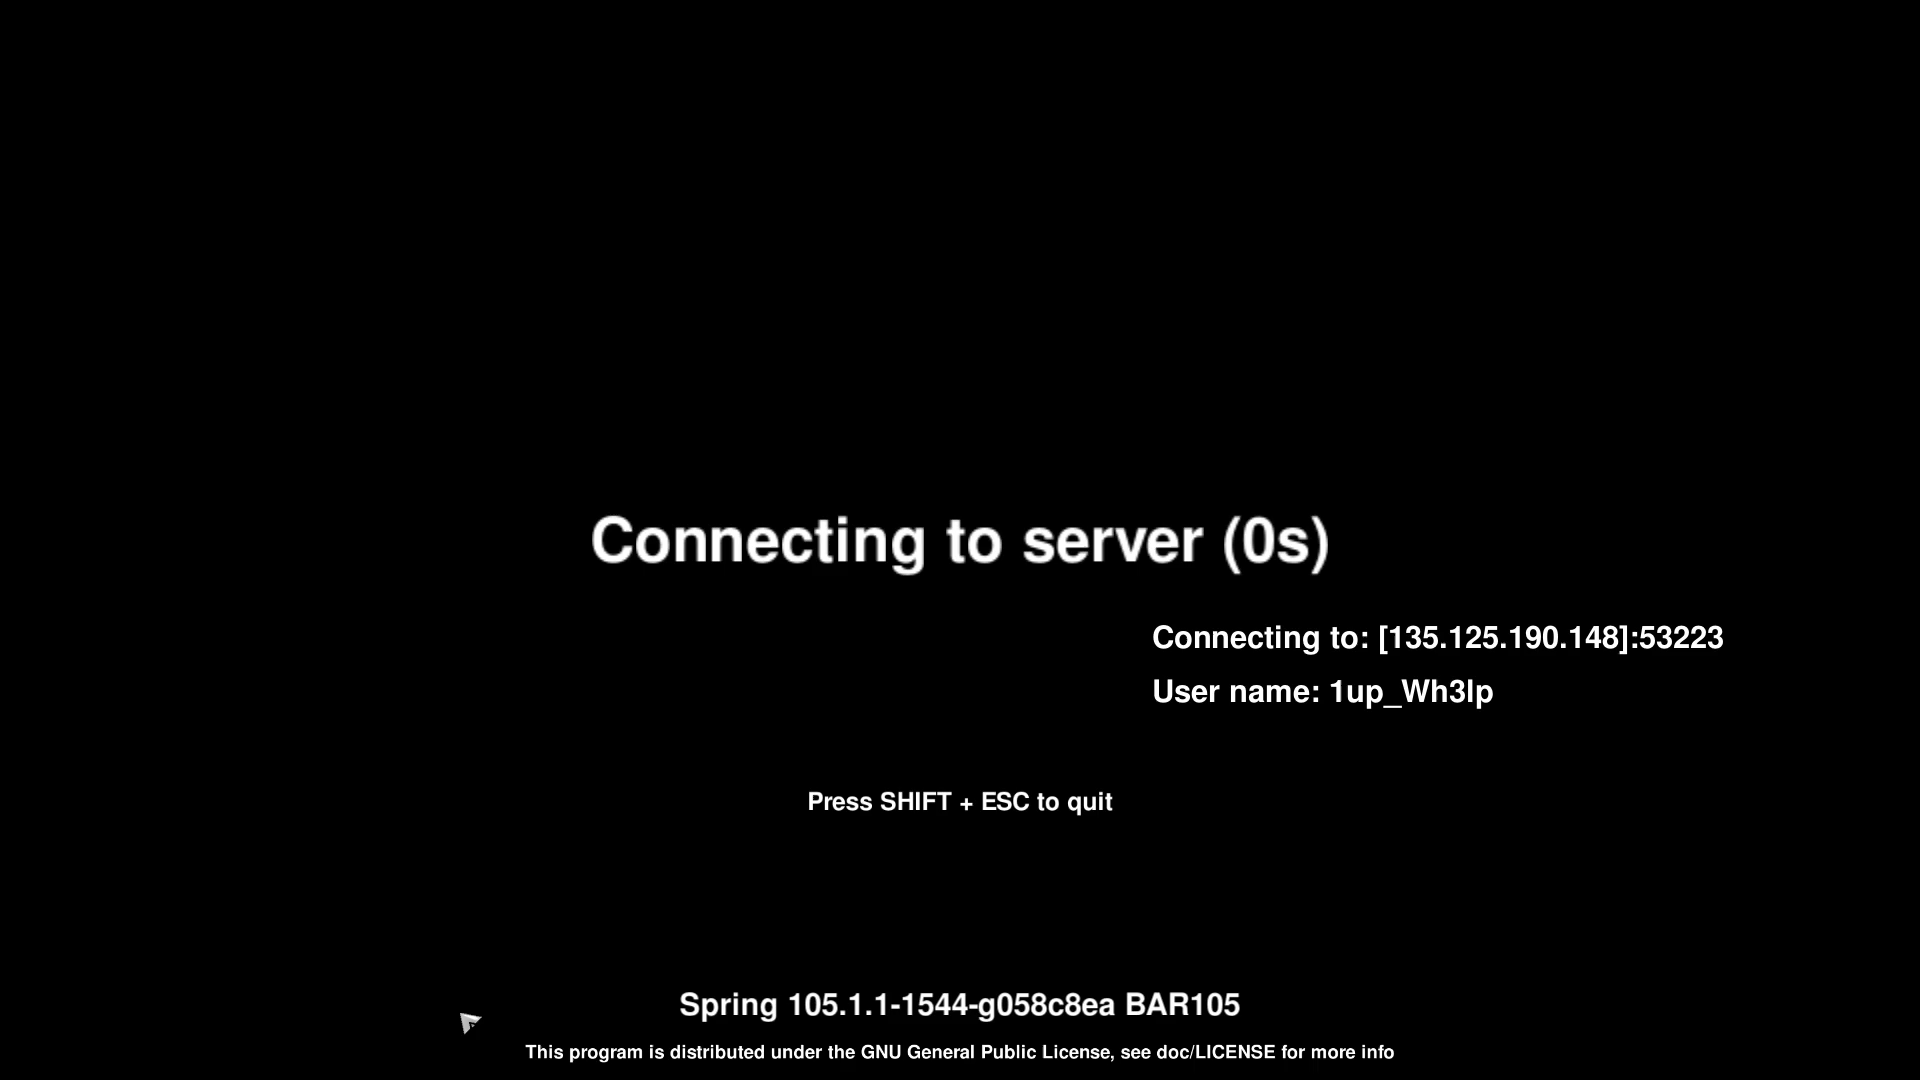 Connecting to server (0s)
Connecting to: [135.125.190.148]:53223
User name: 1up_Wh3lp
Press SHIFT + ESC to quit
Spring 105.1.1-1544-g058c8ea BAR105
This program is distributed under the GNU General Public License, see doc/LICENSE for more info